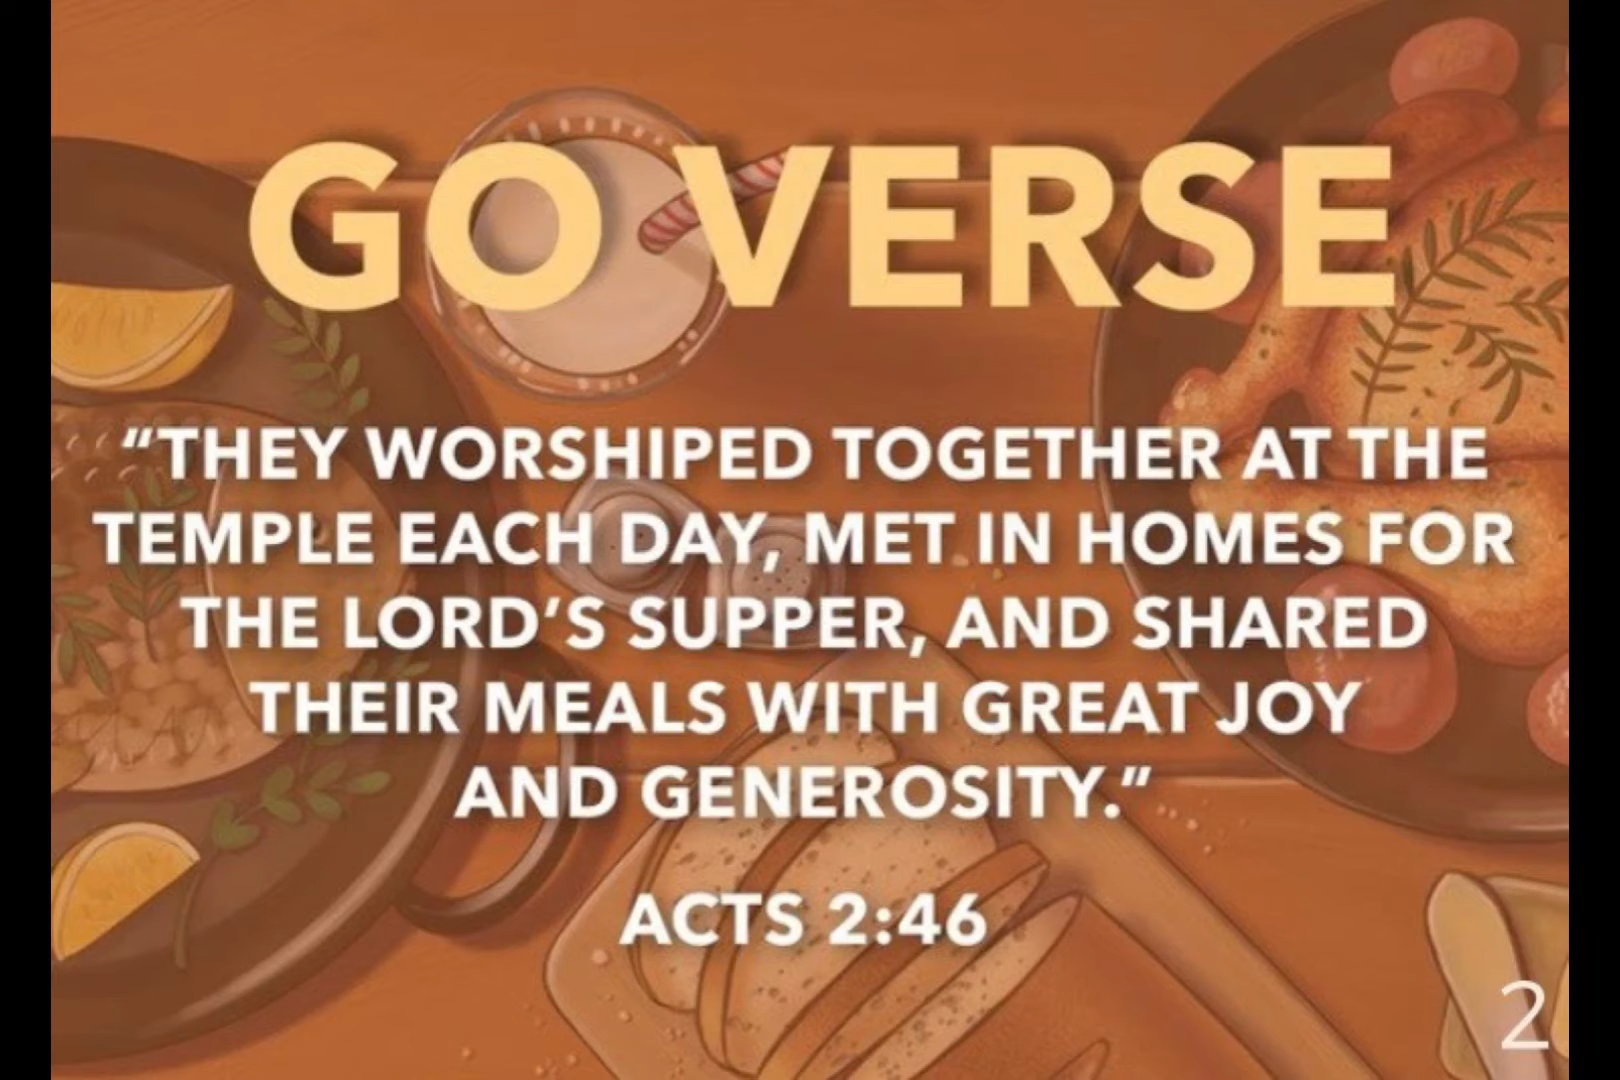 GO VERSE
“THEY WORSHIPED TOGETHER AT THE
TEMPLE EACH DAY, MET IN HOMES FOR
THE LORD’S SUPPER, AND SHARED
THEIR MEALS WITH GREAT JOY
AND GENEROSITY.”
ACTS 2:46
2